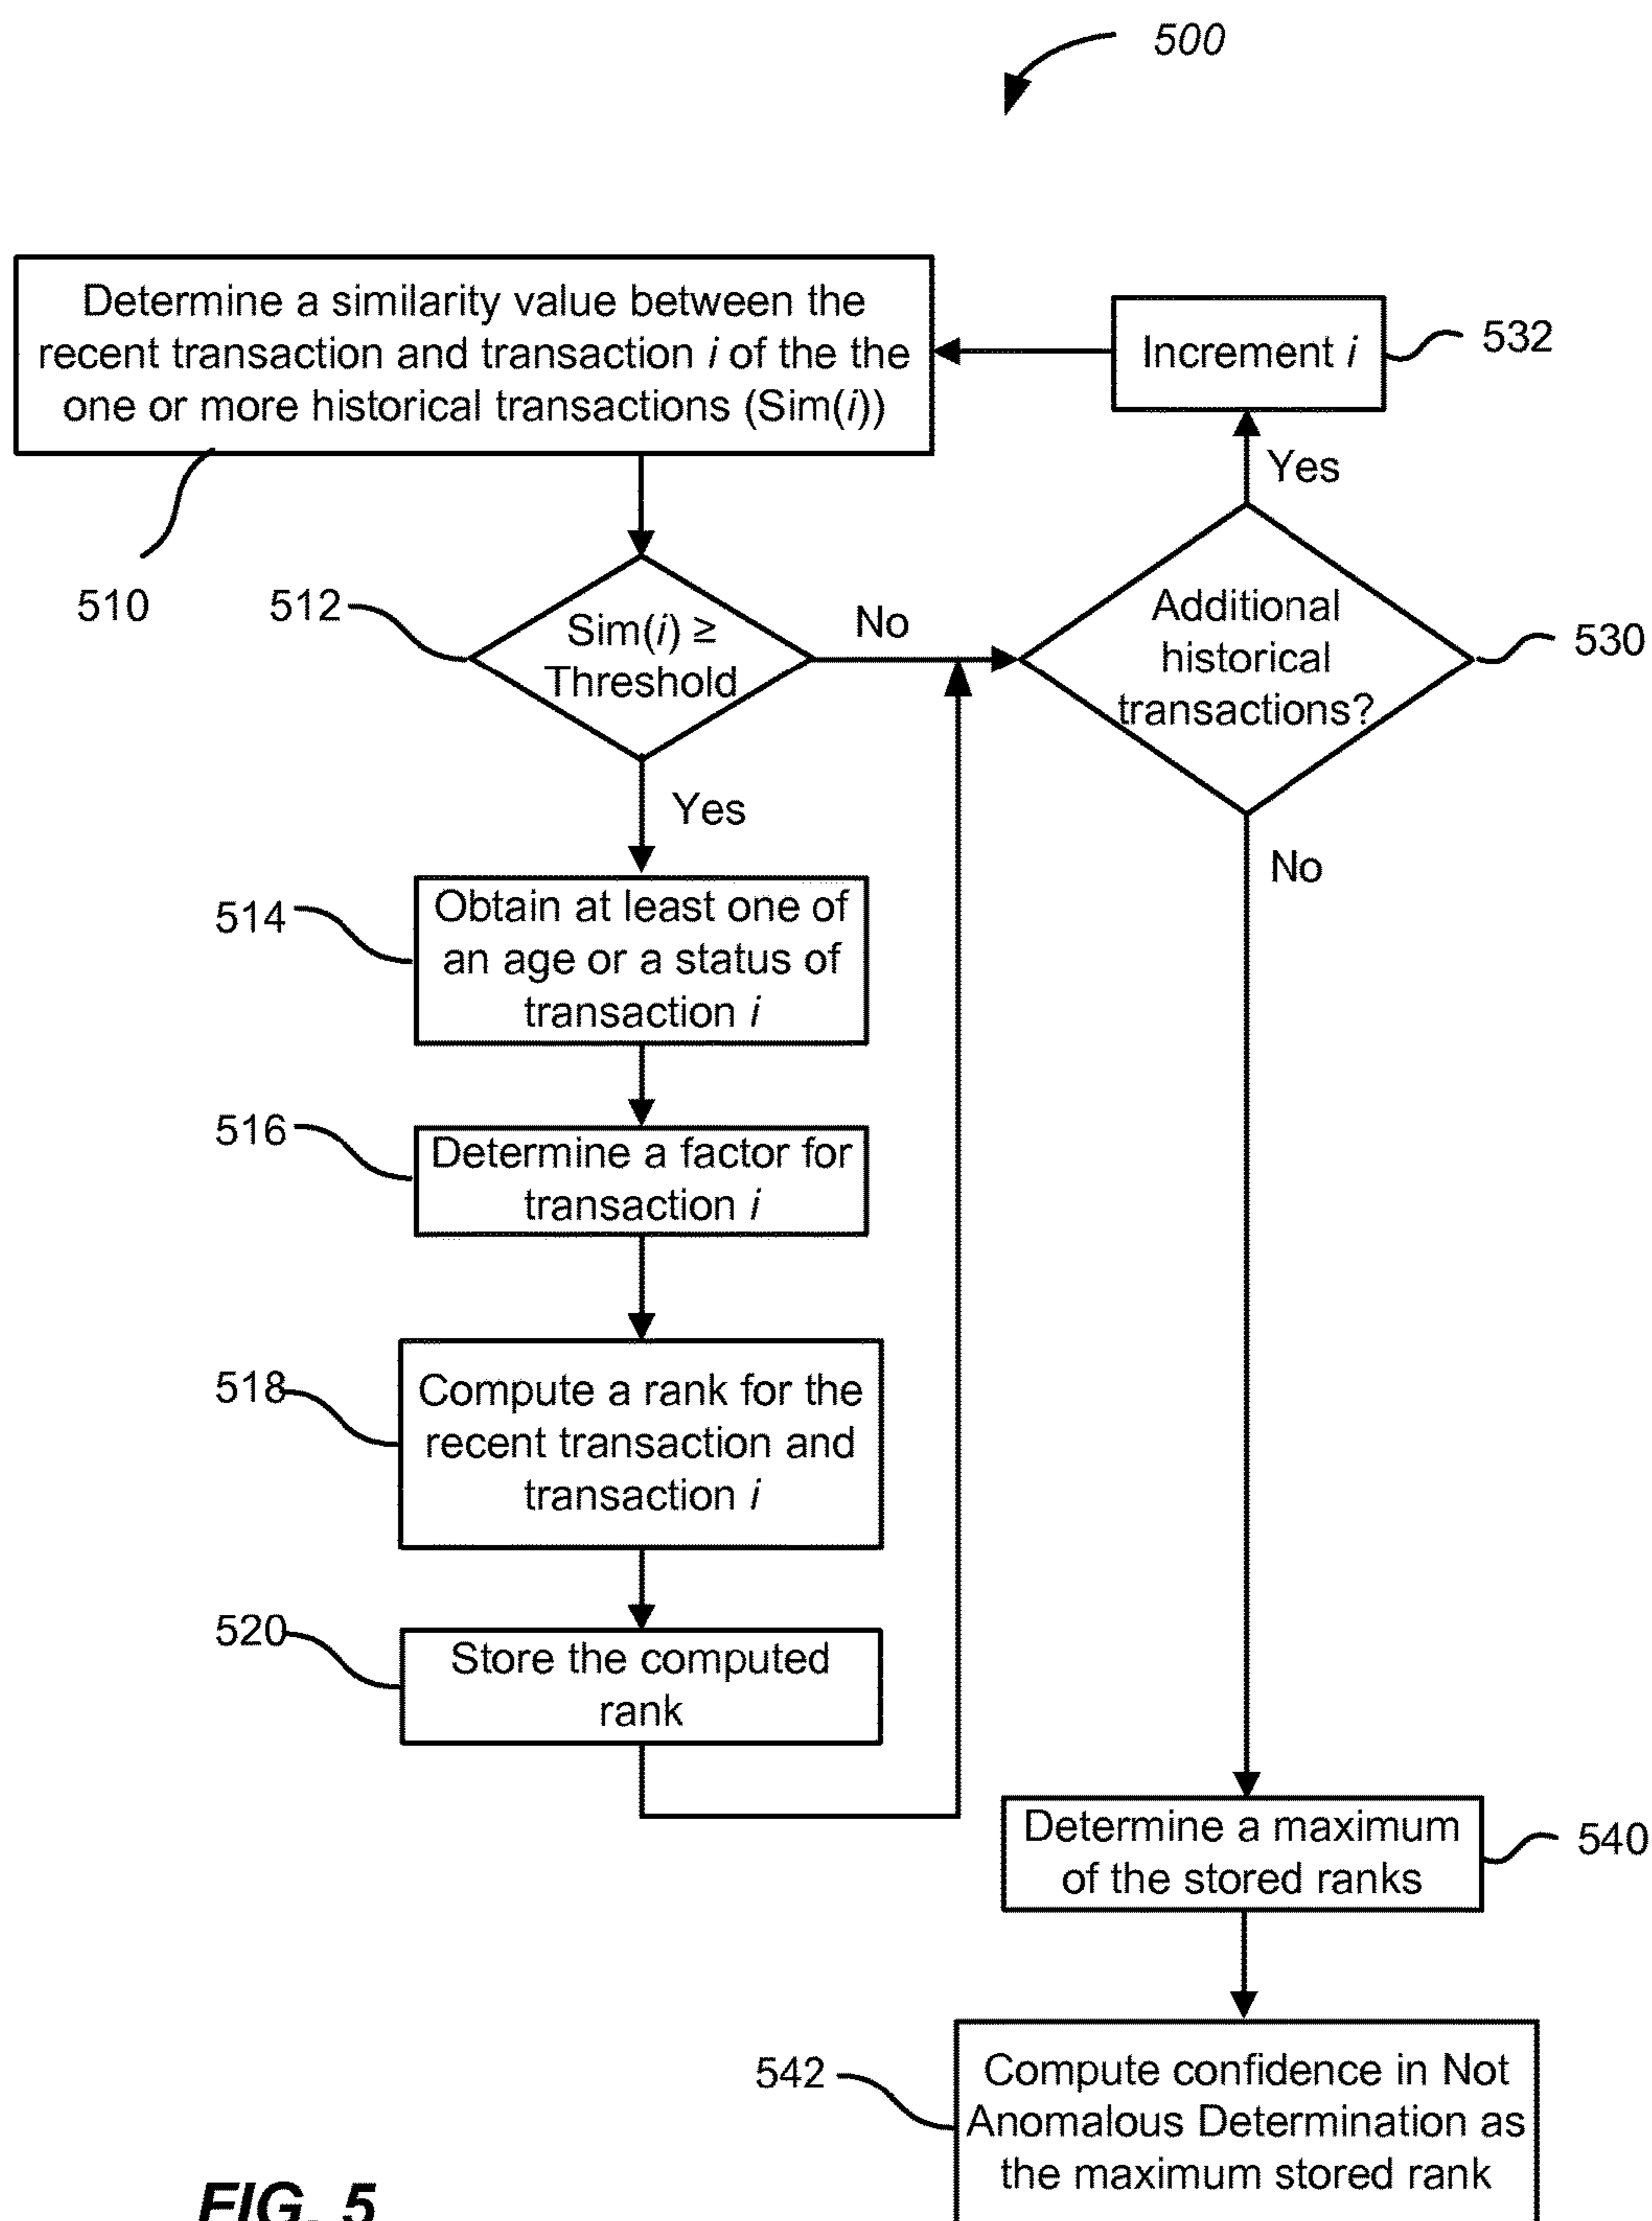 500
Determine a similarity value between the
recent transaction and transaction i of the the
one or more historical transactions (Sim(i))
510
Increment i
532
Yes
512
Sim(i) ≥
Threshold
No
Additional
historical
transactions?
530
Yes
No
514
Obtain at least one of
an age or a status of
transaction i
516
Determine a factor for
transaction i
518
Compute a rank for the
recent transaction and
transaction i
520
Store the computed
rank
Determine a maximum
of the stored ranks
540
542
Compute confidence in Not
Anomalous Determination as
the maximum stored rank
FIG. 5